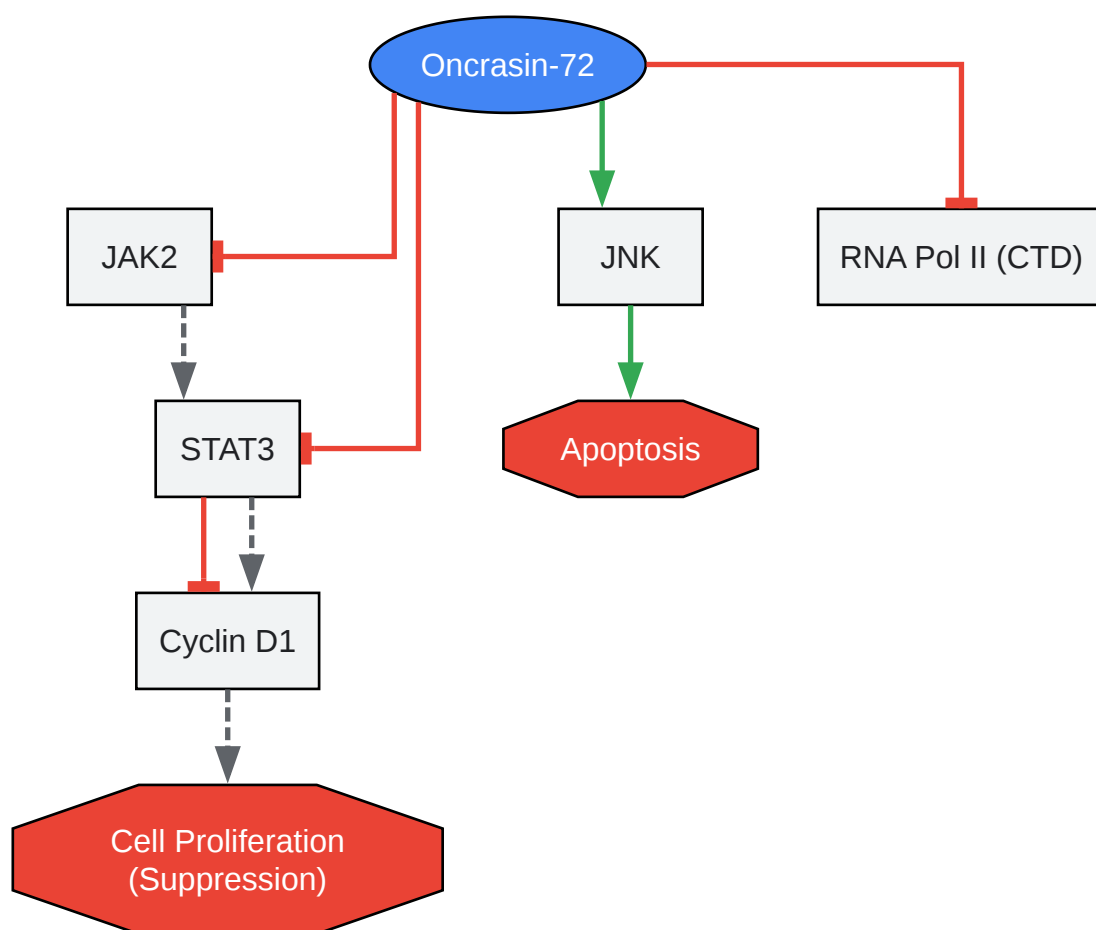 Oncrasin-72
JAK2
JNK
RNA Pol II (CTD)
STAT3
Apoptosis
Cyclin D1
Cell Proliferation
(Suppression)